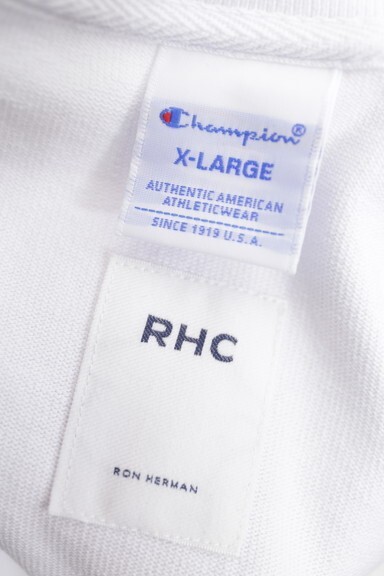 Champion®
X-LARGE
AUTHENTIC AMERICAN
ATHLETICWEAR
SINCE 1919 U.S.A.
RHC
RON HERMAN